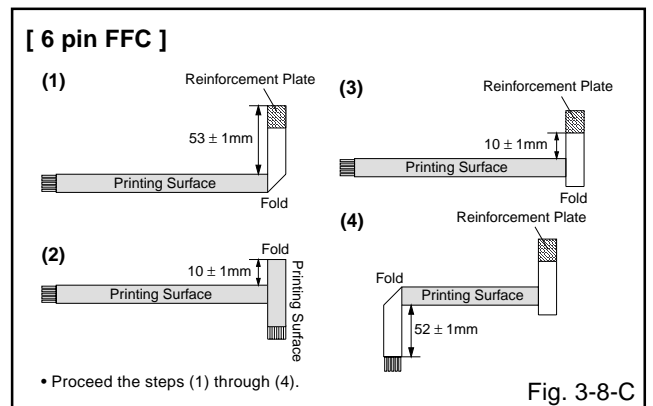 [ 6 pin FFC ]
(1)
Reinforcement Plate
53 ± 1mm
Printing Surface
Fold
(2)
Fold
10 ± 1mm
Printing Surface
Printing Surface
(3)
Reinforcement Plate
10 ± 1mm
Printing Surface
Fold
(4)
Reinforcement Plate
Fold
Printing Surface
52 ± 1mm
• Proceed the steps (1) through (4).
Fig. 3-8-C